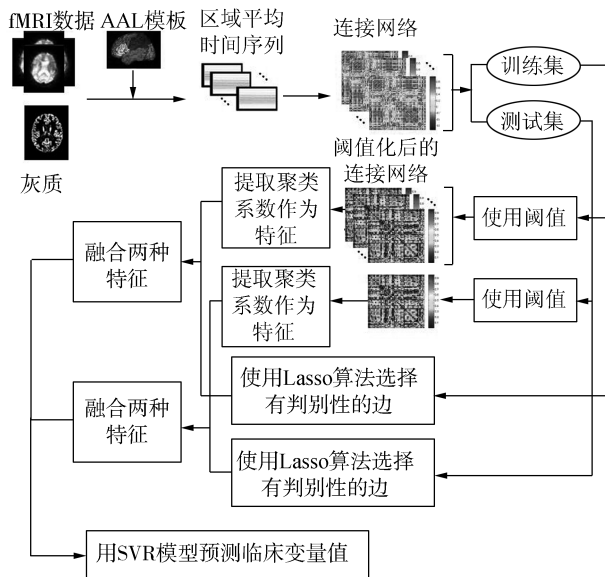 fMRI数据 AAL模板
区域平均
时间序列
连接网络
训练集
测试集
灰质
阈值化后的
连接网络
提取聚类
系数作为
特征
使用阈值
融合两种
特征
提取聚类
系数作为
特征
使用阈值
使用Lasso算法选择
有判别性的边
融合两种
特征
使用Lasso算法选择
有判别性的边
用SVR模型预测临床变量值